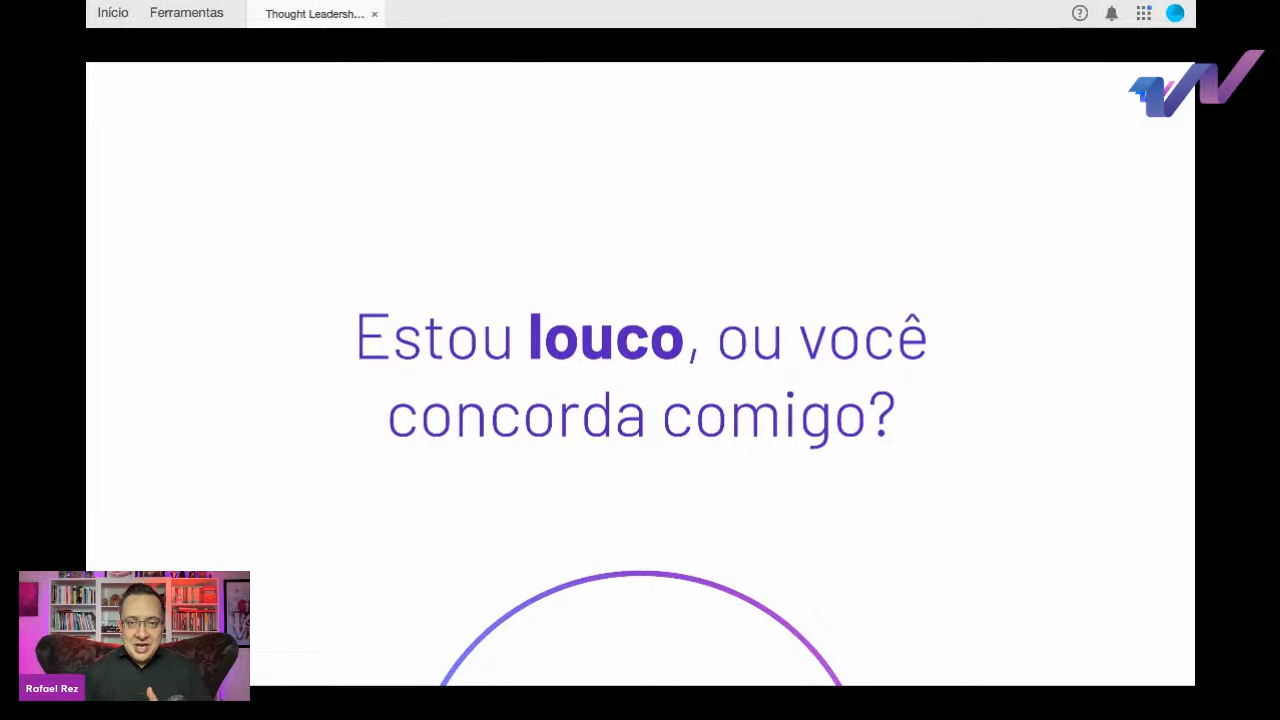 Início Ferramentas Thought Leadersh... ×
Estou louco, ou você
concorda comigo?
Rafael Rez